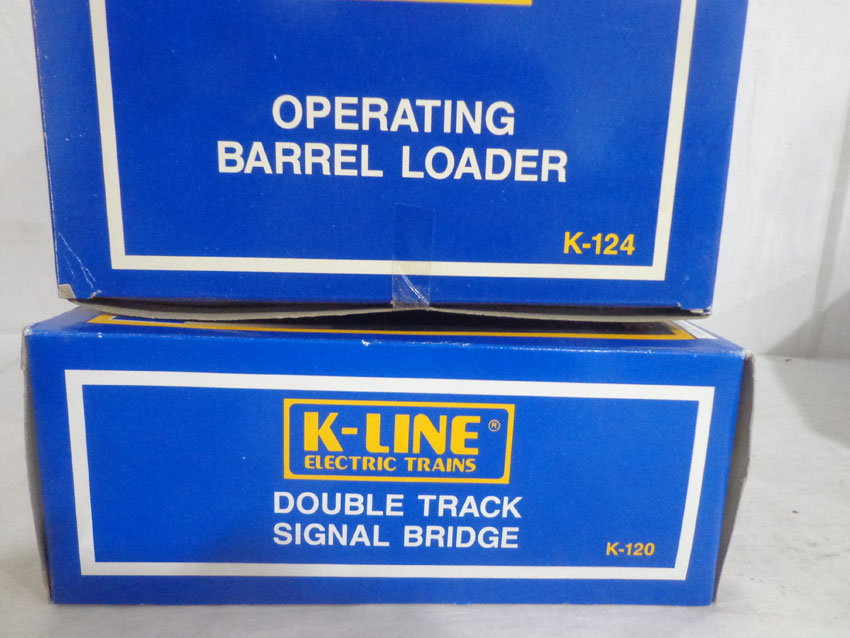 OPERATING
BARREL LOADER
K-124
K-LINE®
ELECTRIC TRAINS
DOUBLE TRACK
SIGNAL BRIDGE
K-120